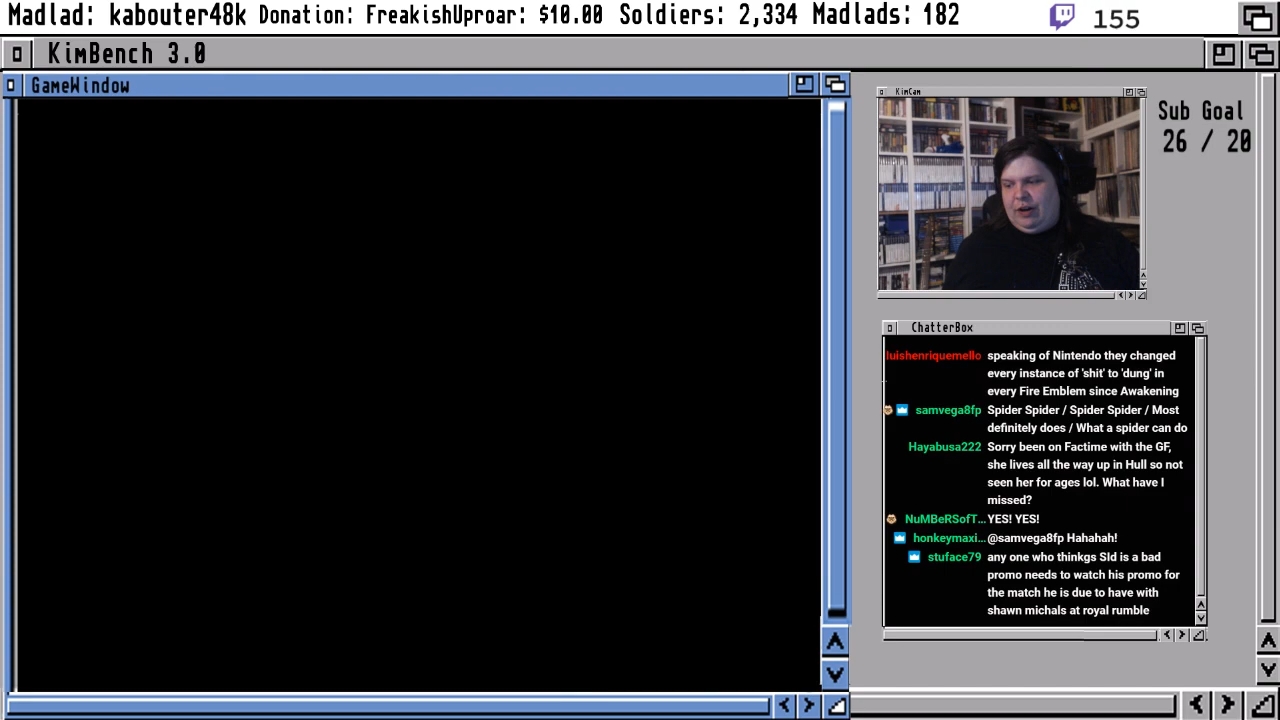 Madlad: kabouter48k Donation: FreakishUproar: $10.00 Soldiers: 2,334 Madlads: 182
155
KimBench 3.0
GameWindow
KimCam
Sub Goal
26 / 20
ChatterBox
luishenriquemello speaking of Nintendo they changed
every instance of 'shit' to 'dung' in
every Fire Emblem since Awakening
samvega8fp Spider Spider / Spider Spider / Most
definitely does / What a spider can do
Hayabusa222 Sorry been on Factime with the GF,
she lives all the way up in Hull so not
seen her for ages lol. What have I
missed?
NuMBeRSofT… YES! YES!
honkeymaxi… @samvega8fp Hahahah!
stuface79 any one who thinkgs SId is a bad
promo needs to watch his promo for
the match he is due to have with
shawn michals at royal rumble